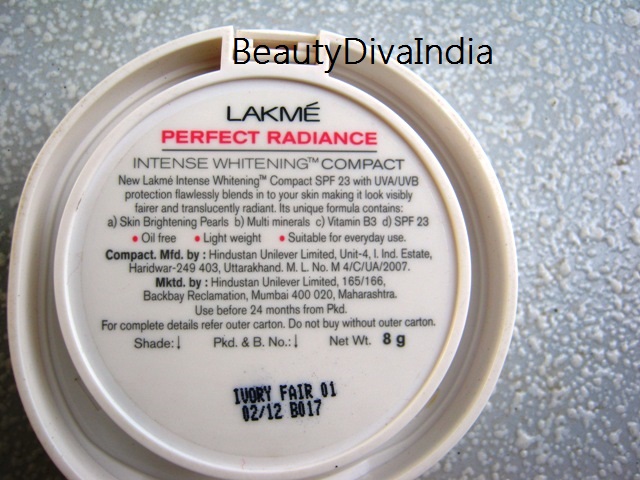 BeautyDivaIndia
LAKMÉ
PERFECT RADIANCE
INTENSE WHITENING™ COMPACT
New Lakmé Intense Whitening™ Compact SPF 23 with UVA/UVB
protection flawlessly blends in to your skin making it look visibly
fairer and translucently radiant. Its unique formula contains:
a) Skin Brightening Pearls b) Multi minerals c) Vitamin B3 d) SPF 23
• Oil free • Light weight • Suitable for everyday use.
Compact. Mfd. by : Hindustan Unilever Limited, Unit-4, I. Ind. Estate,
Haridwar-249 403, Uttarakhand. M. L. No. M 4/C/UA/2007.
Mktd. by : Hindustan Unilever Limited, 165/166,
Backbay Reclamation, Mumbai 400 020, Maharashtra.
Use before 24 months from Pkd.
For complete details refer outer carton. Do not buy without outer carton.
Shade:↓ Pkd. & B. No.:↓ Net Wt. 8 g
IVORY FAIR 01
02/12 B017